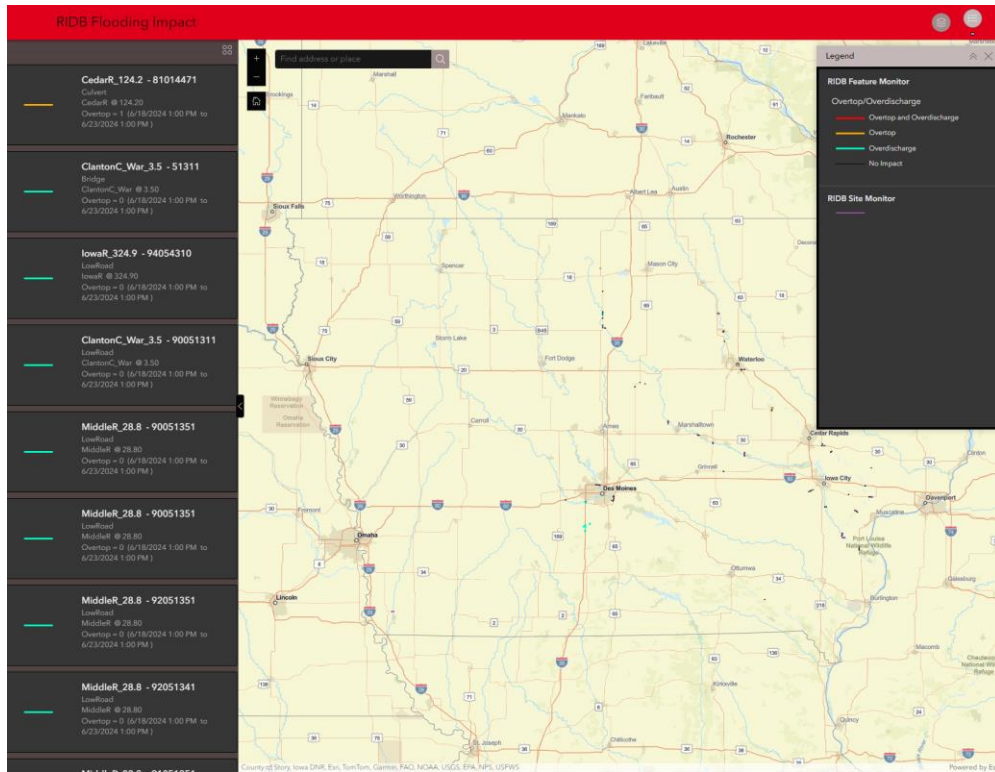 RIDB Flooding Impact
CedarR_124.2 - 81014471
Culvert
CedarR @ 124.20
Overtop = 1 (6/18/2024 1:00 PM to
6/23/2024 1:00 PM )
ClantonC_War_3.5 - 51311
Bridge
ClantonC_War @ 3.50
Overtop = 0 (6/18/2024 1:00 PM to
6/23/2024 1:00 PM )
IowaR_324.9 - 94054310
LowRoad
IowaR @ 324.90
Overtop = 0 (6/18/2024 1:00 PM to
6/23/2024 1:00 PM )
ClantonC_War_3.5 - 90051311
LowRoad
ClantonC_War @ 3.50
Overtop = 0 (6/18/2024 1:00 PM to
6/23/2024 1:00 PM )
MiddleR_28.8 - 90051351
LowRoad
MiddleR @ 28.80
Overtop = 0 (6/18/2024 1:00 PM to
6/23/2024 1:00 PM )
MiddleR_28.8 - 90051351
LowRoad
MiddleR @ 28.80
Overtop = 0 (6/18/2024 1:00 PM to
6/23/2024 1:00 PM )
MiddleR_28.8 - 92051351
LowRoad
MiddleR @ 28.80
Overtop = 0 (6/18/2024 1:00 PM to
6/23/2024 1:00 PM )
MiddleR_28.8 - 92051341
LowRoad
MiddleR @ 28.80
Overtop = 0 (6/18/2024 1:00 PM to
6/23/2024 1:00 PM )
Find address or place
Legend
RIDB Feature Monitor
Overtop/Overdischarge
Overtop and Overdischarge
Overtop
Overdischarge
No Impact
RIDB Site Monitor
Lakeville
Marshall
Brookings
Faribault
Mankato
Rochester
Worthington
Albert Lea
Austin
Sioux Falls
Spencer
Mason City
Storm Lake
Fort Dodge
Waterloo
Sioux City
Winnebago
Reservation
Omaha
Reservation
Carroll
Ames
Marshalltown
Cedar Rapids
Clinton
Grinnell
Iowa City
Des Moines
Davenport
Muscatine
Fremont
Omaha
Port Louisa
National Wildlife
Refuge
Ottumwa
Galesburg
Lincoln
Burlington
Macomb
Kirksville
Quincy
St. Joseph
Chillicothe
County of Story, Iowa DNR, Esri, TomTom, Garmin, FAO, NOAA, USGS, EPA, NPS, USFWS
Powered by Es